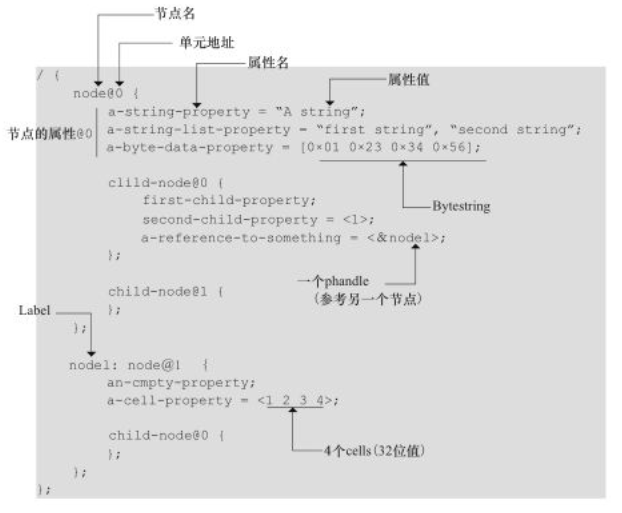 节点名
单元地址
属性名
/ {
属性值
node@0 {
a-string-property = “A string”;
节点的属性@0
a-string-list-property = “first string”, “second string”;
a-byte-data-property = [0×01 0×23 0×34 0×56];
clild-node@0 {
first-child-property;
Bytestring
second-child-property = <1>;
a-reference-to-something = <&node1>;
};
一个phandle
(参考另一个节点)
child-node@1 {
Label
};
};
node1: node@1 {
an-cmpty-property;
a-cell-property = <1 2 3 4>;
child-node@0 {
4个cells(32位值)
};
};
};